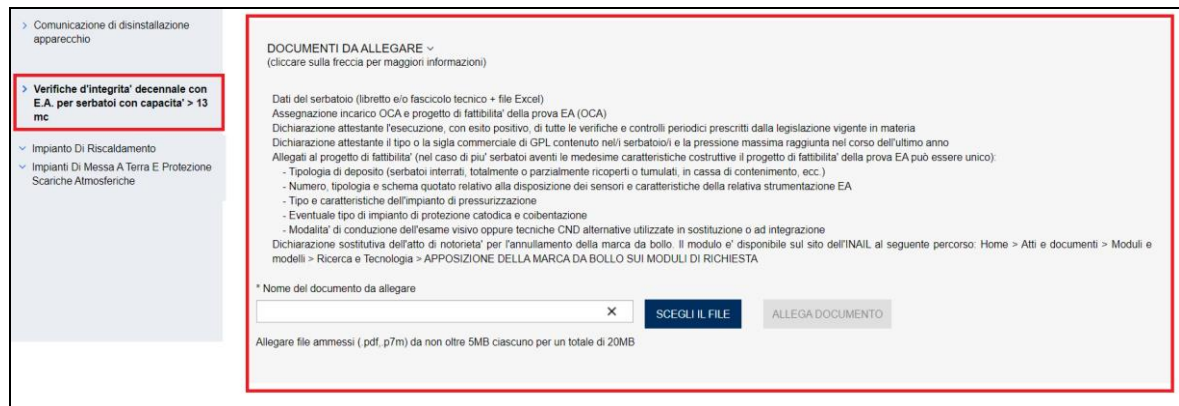 Comunicazione di disinstallazione
apparecchio
Verifiche d'integrita' decennale con
E.A. per serbatoi con capacita' > 13
mc
Impianto Di Riscaldamento
Impianti Di Messa A Terra E Protezione
Scariche Atmosferiche
DOCUMENTI DA ALLEGARE
(cliccare sulla freccia per maggiori informazioni)
Dati del serbatoio (libretto e/o fascicolo tecnico + file Excel)
Assegnazione incarico OCA e progetto di fattibilita' della prova EA (OCA)
Dichiarazione attestante l'esecuzione, con esito positivo, di tutte le verifiche e controlli periodici prescritti dalla legislazione vigente in materia
Dichiarazione attestante il tipo o la sigla commerciale di GPL contenuto nel/i serbatoio/i e la pressione massima raggiunta nel corso dell'ultimo anno
Allegati al progetto di fattibilita' (nel caso di piu' serbatoi aventi le medesime caratteristiche costruttive il progetto di fattibilita' della prova EA può essere unico):
- Tipologia di deposito (serbatoi interrati, totalmente o parzialmente ricoperti o tumulati, in cassa di contenimento, ecc.)
- Numero, tipologia e schema quotato relativo alla disposizione dei sensori e caratteristiche della relativa strumentazione EA
- Tipo e caratteristiche dell'impianto di pressurizzazione
- Eventuale tipo di impianto di protezione catodica e coibentazione
- Modalita' di conduzione dell'esame visivo oppure tecniche CND alternative utilizzate in sostituzione o ad integrazione
Dichiarazione sostitutiva dell'atto di notorieta' per l'annullamento della marca da bollo. Il modulo e' disponibile sul sito dell'INAIL al seguente percorso: Home > Atti e documenti > Moduli e
modelli > Ricerca e Tecnologia > APPOSIZIONE DELLA MARCA DA BOLLO SUI MODULI DI RICHIESTA
* Nome del documento da allegare
SCEGLI IL FILE
ALLEGA DOCUMENTO
Allegare file ammessi (.pdf,.p7m) da non oltre 5MB ciascuno per un totale di 20MB